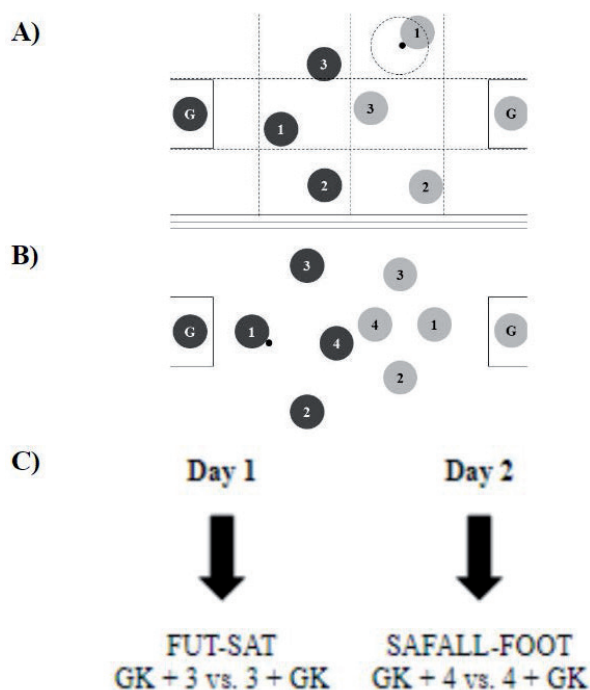 A)
1
3
G
3
G
1
2
2
B)
3
3
G
1
4
4
1
G
2
2
C)
Day 1 Day 2
FUT-SAT SAFALL-FOOT
GK + 3 vs. 3 + GK GK + 4 vs. 4 + GK